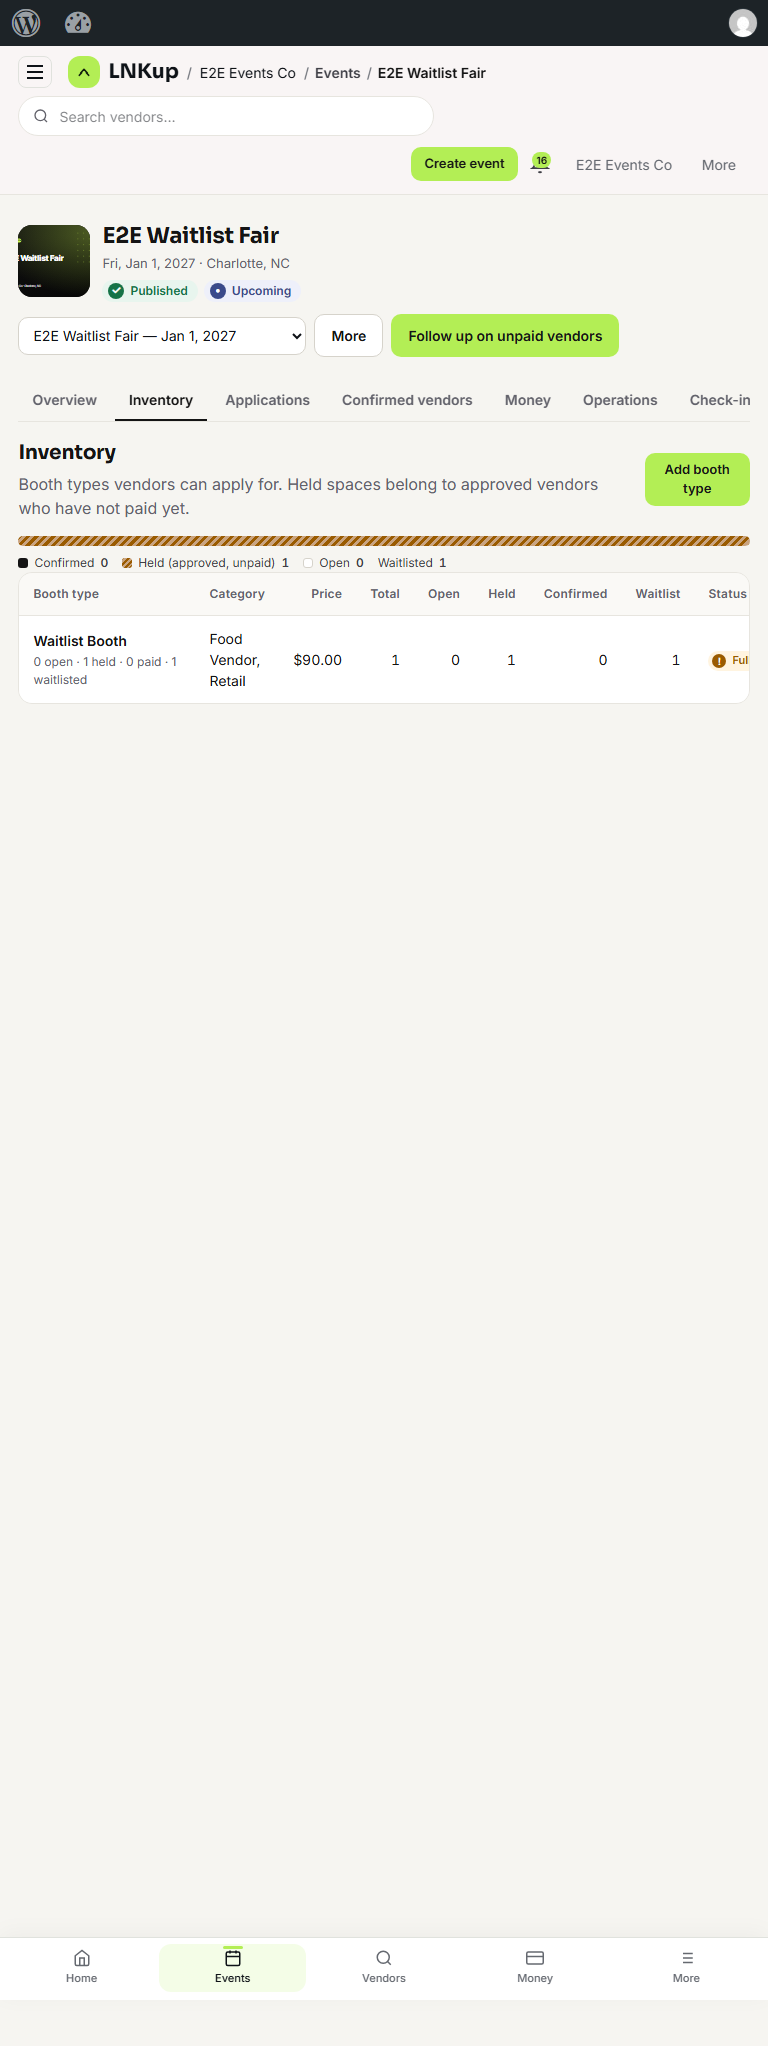 LNKup / E2E Events Co / Events / E2E Waitlist Fair
Search vendors...
Create event
16
E2E Events Co
More
E2E Waitlist Fair
E Waitlist Fair
Fri, Jan 1, 2027 · Charlotte, NC
Published
Upcoming
E2E Waitlist Fair — Jan 1, 2027
More
Follow up on unpaid vendors
Overview
Inventory
Applications
Confirmed vendors
Money
Operations
Check-in
Inventory
Booth types vendors can apply for. Held spaces belong to approved vendors
who have not paid yet.
Add booth
type
Confirmed 0
Held (approved, unpaid) 1
Open 0
Waitlisted 1
Booth type Category Price Total Open Held Confirmed Waitlist Status
Waitlist Booth
0 open · 1 held · 0 paid · 1
waitlisted
Food
Vendor,
Retail
$90.00 1 0 1 0 1 Ful
Home
Events
Vendors
Money
More